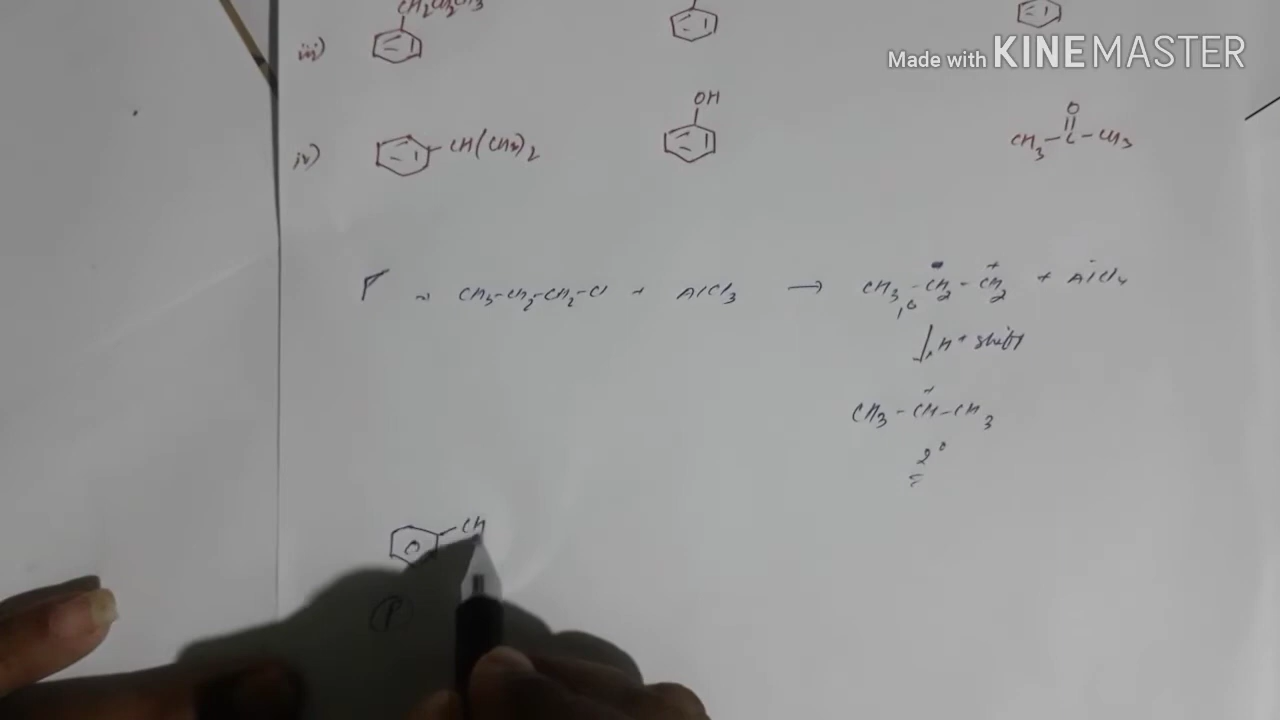 Made with KINEMASTER
iii) CH2CH2CH3
OH
iv) CH(CH3)2
O
CH3-C-CH3
CH3-CH2-CH2-Cl + AlCl3 → CH3-CH2-CH2 + AlCl4
+
1°
H+ shift
+
CH3-CH-CH3
2°
CH
(P)